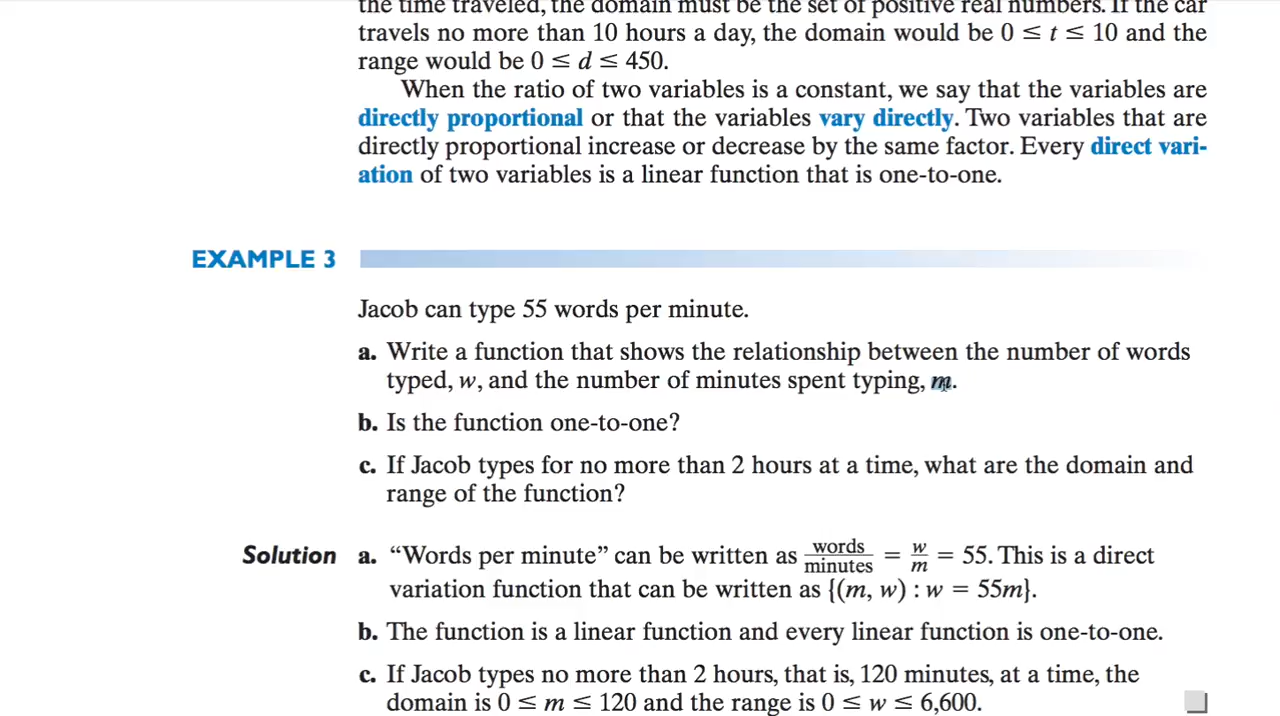 the time traveled, the domain must be the set of positive real numbers. If the car
travels no more than 10 hours a day, the domain would be 0 ≤ t ≤ 10 and the
range would be 0 ≤ d ≤ 450.
When the ratio of two variables is a constant, we say that the variables are
directly proportional or that the variables vary directly. Two variables that are
directly proportional increase or decrease by the same factor. Every direct vari-
ation of two variables is a linear function that is one-to-one.
EXAMPLE 3
Jacob can type 55 words per minute.
a. Write a function that shows the relationship between the number of words
typed, w, and the number of minutes spent typing, m.
b. Is the function one-to-one?
c. If Jacob types for no more than 2 hours at a time, what are the domain and
range of the function?
Solution a. “Words per minute” can be written as words/minutes = w/m = 55. This is a direct
variation function that can be written as {(m, w) : w = 55m}.
b. The function is a linear function and every linear function is one-to-one.
c. If Jacob types no more than 2 hours, that is, 120 minutes, at a time, the
domain is 0 ≤ m ≤ 120 and the range is 0 ≤ w ≤ 6,600.